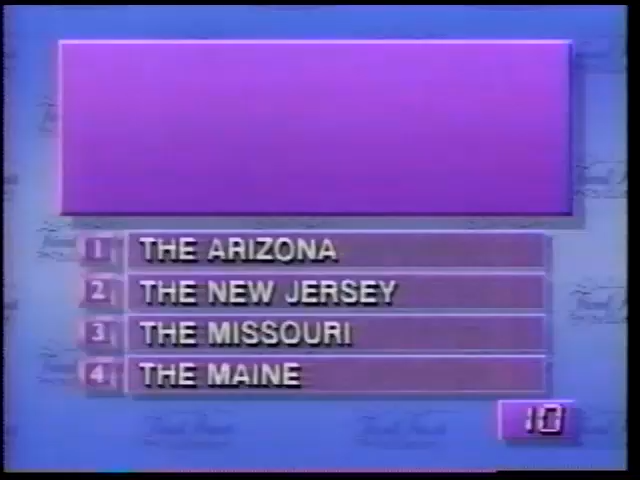 1 THE ARIZONA
2 THE NEW JERSEY
3 THE MISSOURI
4 THE MAINE
10